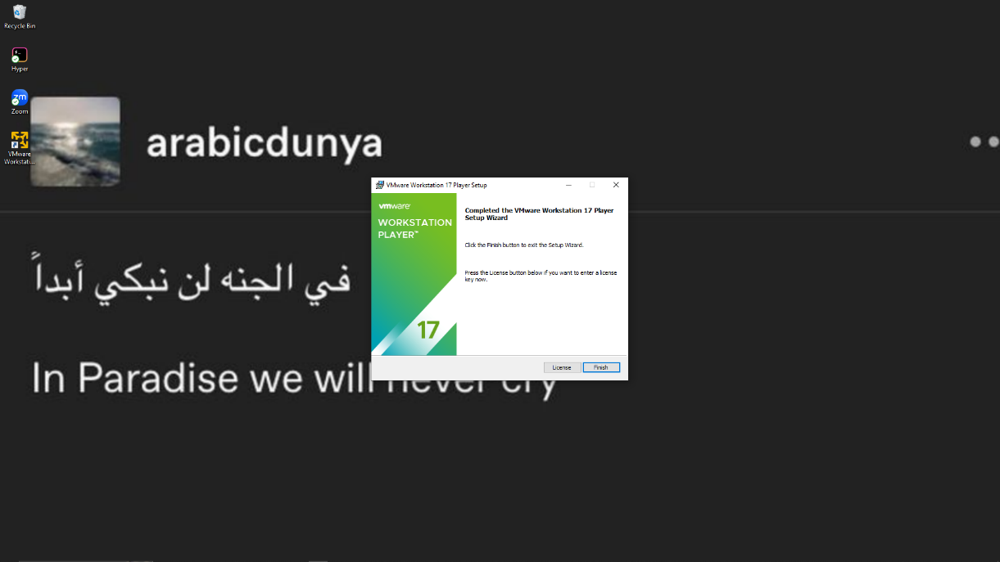 Recycle Bin
Hyper
Zoom
VMware
Workstati...
arabicdunya
في الجنه لن نبكي أبداً
In Paradise we will never cry
VMware Workstation 17 Player Setup
vmware
WORKSTATION
PLAYER™
17
Completed the VMware Workstation 17 Player
Setup Wizard
Click the Finish button to exit the Setup Wizard.
Press the License button below if you want to enter a license
key now.
License
Finish